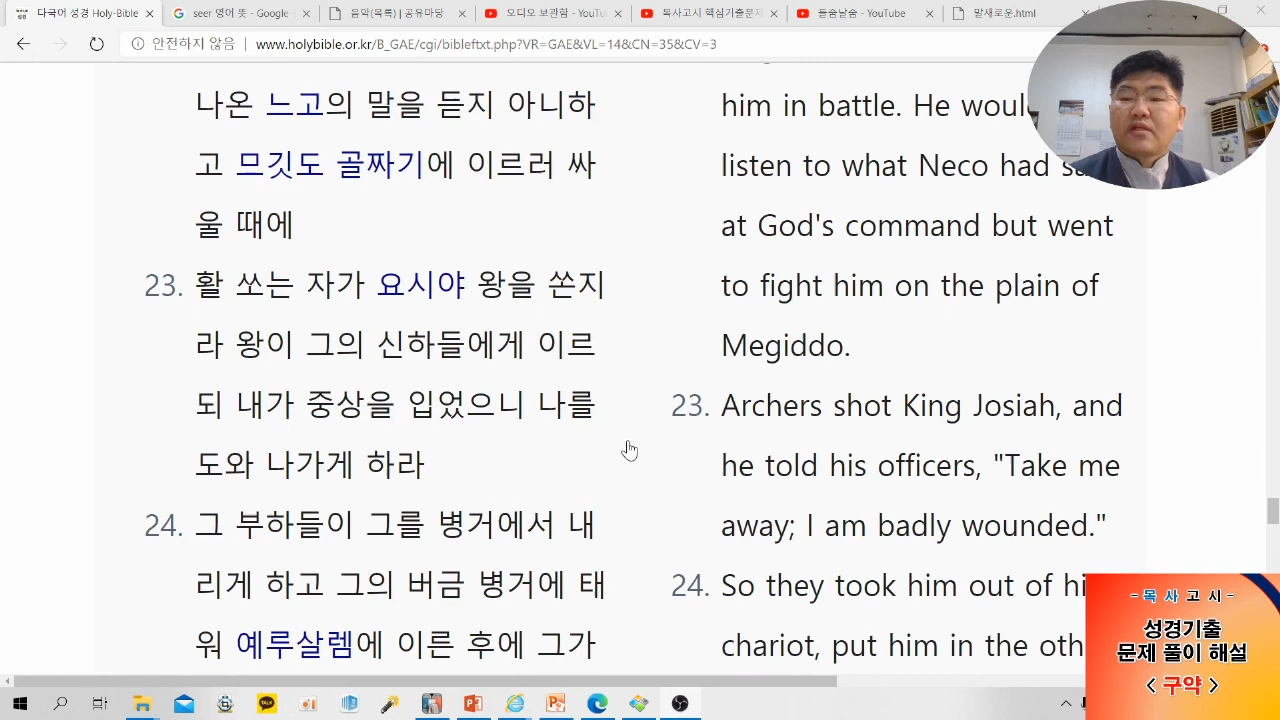 다국어 성경 Holy-Bible
seer 영어 뜻 - Google
음악(목록) | 공유마당
오디오 보관함 - YouTu
목사고시 핵심기출문제
들숨날숨 - YouTube
말새로운.html
안전하지 않음
www.holybible.or.kr/B_GAE/cgi/bibleftxt.php?VR=GAE&VL=14&CN=35&CV=3
나온 느고의 말을 듣지 아니하
고 므깃도 골짜기에 이르러 싸
울 때에
23. 활 쏘는 자가 요시야 왕을 쏜지
라 왕이 그의 신하들에게 이르
되 내가 중상을 입었으니 나를
도와 나가게 하라
24. 그 부하들이 그를 병거에서 내
리게 하고 그의 버금 병거에 태
워 예루살렘에 이른 후에 그가
him in battle. He would
listen to what Neco had
at God's command but went
to fight him on the plain of
Megiddo.
23. Archers shot King Josiah, and
he told his officers, "Take me
away; I am badly wounded."
24. So they took him out of hi
chariot, put him in the oth
- 목 사 고 시 -
성경기출
문제 풀이 해설
< 구약 >